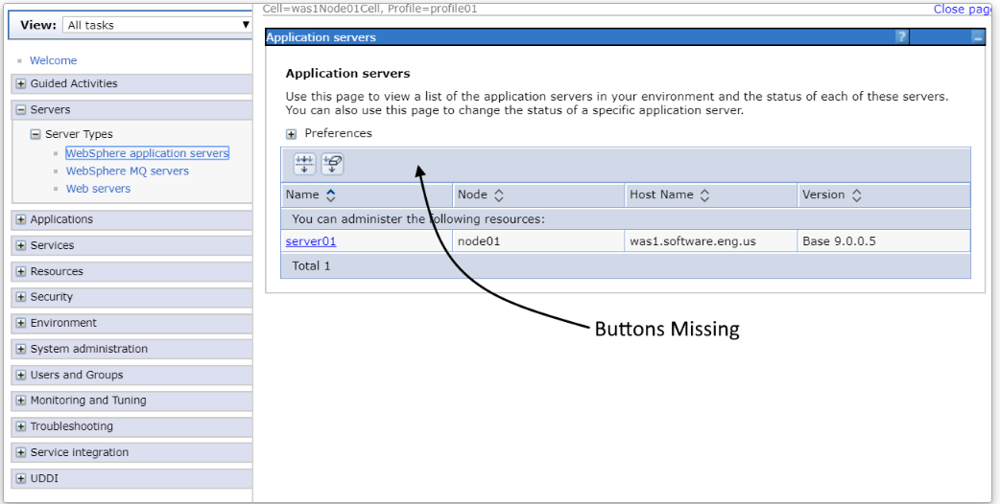 Cell=was1Node01Cell, Profile=profile01
View: All tasks
Welcome
Guided Activities
Servers
Server Types
WebSphere application servers
WebSphere MQ servers
Web servers
Applications
Services
Resources
Security
Environment
System administration
Users and Groups
Monitoring and Tuning
Troubleshooting
Service integration
UDDI
Close page
Application servers ? _
Application servers
Use this page to view a list of the application servers in your environment and the status of each of these servers.
You can also use this page to change the status of a specific application server.
Preferences
Name Node Host Name Version
You can administer the following resources:
server01 node01 was1.software.eng.us Base 9.0.0.5
Total 1
Buttons Missing